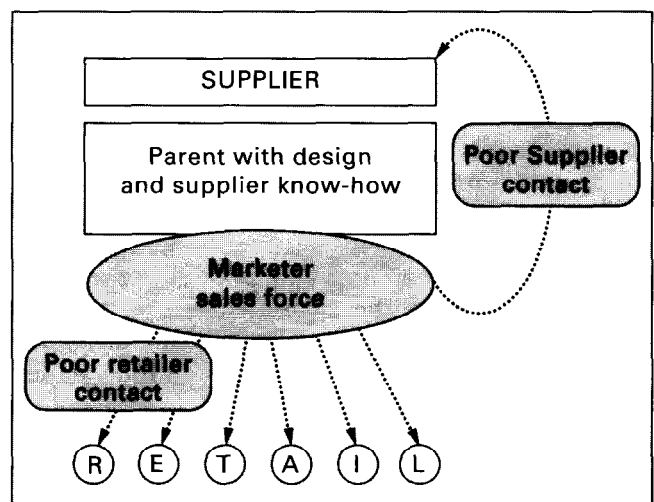 SUPPLIER
Parent with design
and supplier know-how
Poor Supplier
contact
Marketer
sales force
Poor retailer
contact
R E T A I L